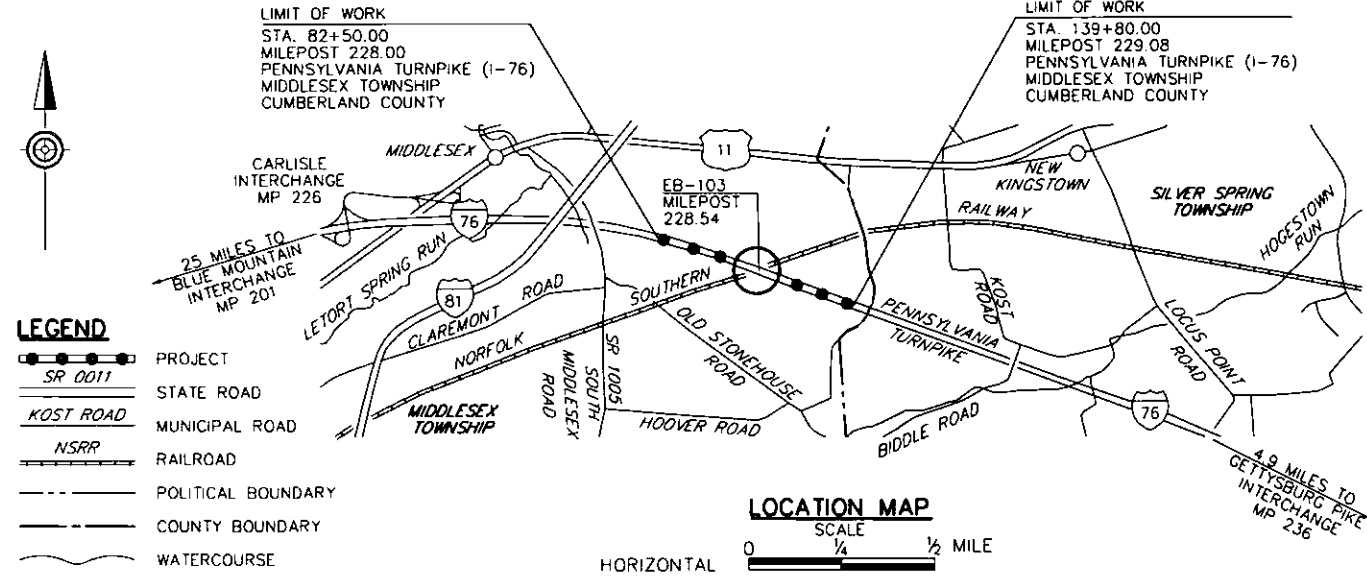 LIMIT OF WORK
STA. 82+50.00
MILEPOST 228.00
PENNSYLVANIA TURNPIKE (I-76)
MIDDLESEX TOWNSHIP
CUMBERLAND COUNTY
LIMIT OF WORK
STA. 139+80.00
MILEPOST 229.08
PENNSYLVANIA TURNPIKE (I-76)
MIDDLESEX TOWNSHIP
CUMBERLAND COUNTY
MIDDLESEX
11
CARLISLE
INTERCHANGE
MP 226
76
EB-103
MILEPOST
228.54
NEW
KINGSTOWN
SILVER SPRING
TOWNSHIP
RAILWAY
HOGESTOWN
RUN
25 MILES TO
BLUE MOUNTAIN
INTERCHANGE
MP 201
LETORT SPRING RUN
81
CLAREMONT ROAD
NORFOLK SOUTHERN
OLD STONEHOUSE
ROAD
KOST
ROAD
PENNSYLVANIA
TURNPIKE
LOCUS POINT
ROAD
SR 1005
SOUTH
MIDDLESEX
ROAD
MIDDLESEX
TOWNSHIP
HOOVER ROAD
BIDDLE ROAD
76
4.9 MILES TO
GETTYSBURG PIKE
INTERCHANGE
MP 236
LEGEND
PROJECT
SR 0011
STATE ROAD
KOST ROAD
MUNICIPAL ROAD
NSRR
RAILROAD
POLITICAL BOUNDARY
COUNTY BOUNDARY
WATERCOURSE
LOCATION MAP
SCALE
HORIZONTAL 0 1/4 1/2 MILE